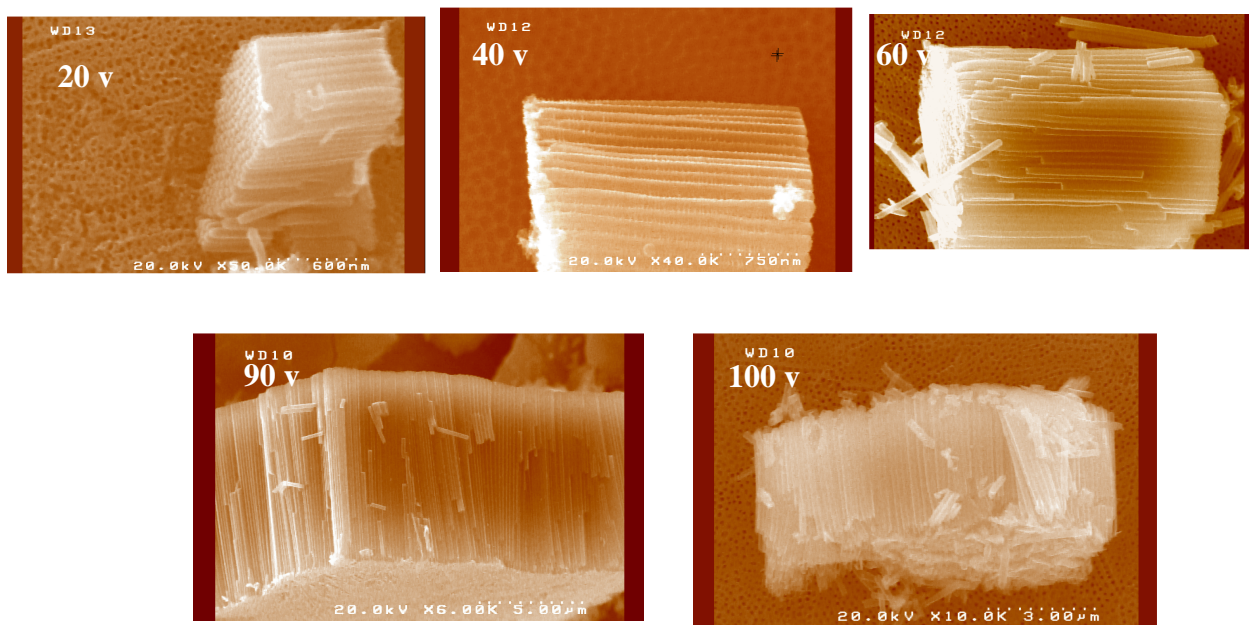 WD13
20 v
20.0kV X50.0K 600nm
WD12
40 v
20.0kV X40.0K 750nm
WD12
60 v
WD10
90 v
20.0kV X6.00K 5.00µm
WD10
100 v
20.0kV X10.0K 3.00µm